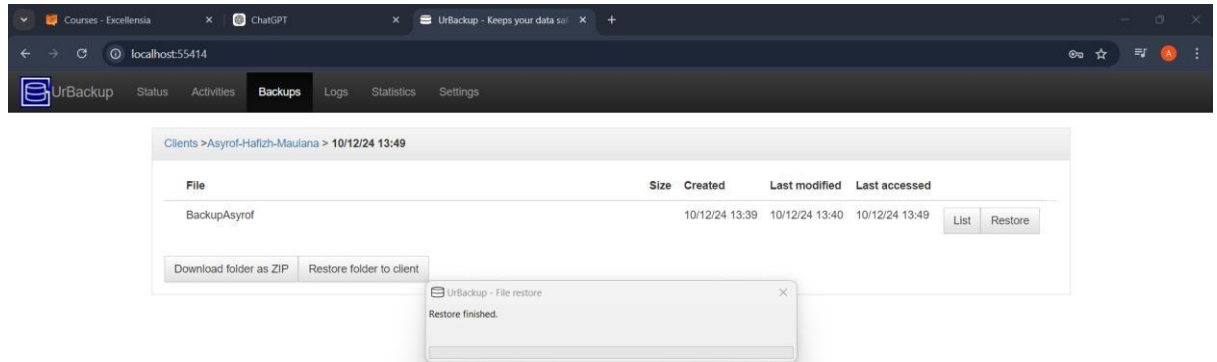 Courses - Excellensia
ChatGPT
UrBackup - Keeps your data saf
localhost:55414
A
UrBackup Status Activities Backups Logs Statistics Settings
Clients >Asyrof-Hafizh-Maulana > 10/12/24 13:49
File Size Created Last modified Last accessed
BackupAsyrof 10/12/24 13:39 10/12/24 13:40 10/12/24 13:49 List Restore
Download folder as ZIP Restore folder to client
UrBackup - File restore
Restore finished.